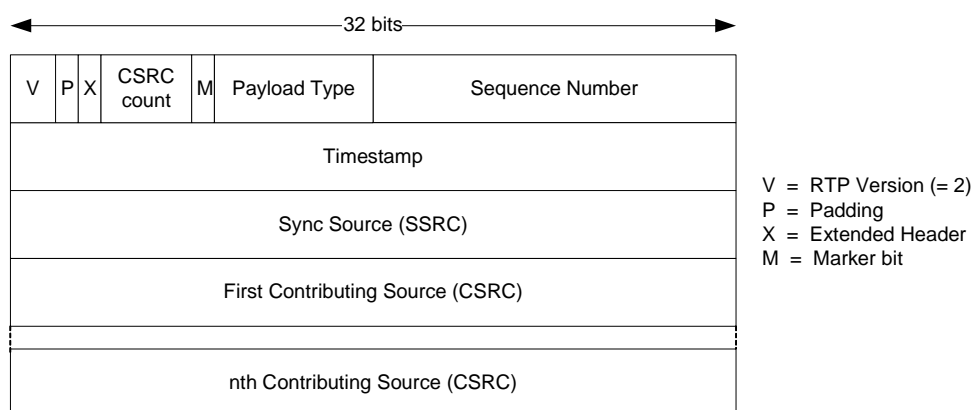 32 bits
V P X CSRC count M Payload Type Sequence Number
Timestamp
Sync Source (SSRC)
First Contributing Source (CSRC)
nth Contributing Source (CSRC)
V = RTP Version (= 2)
P = Padding
X = Extended Header
M = Marker bit